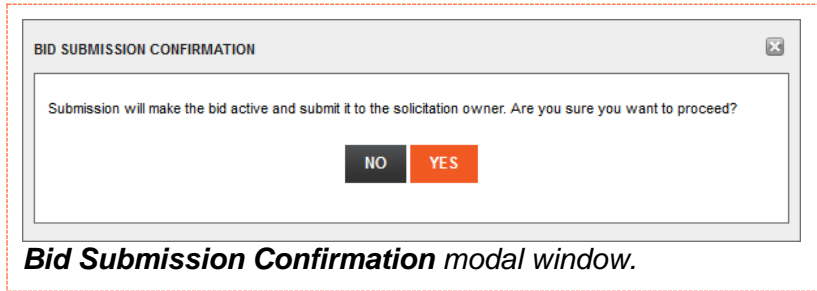 BID SUBMISSION CONFIRMATION
Submission will make the bid active and submit it to the solicitation owner. Are you sure you want to proceed?
NO YES
Bid Submission Confirmation modal window.